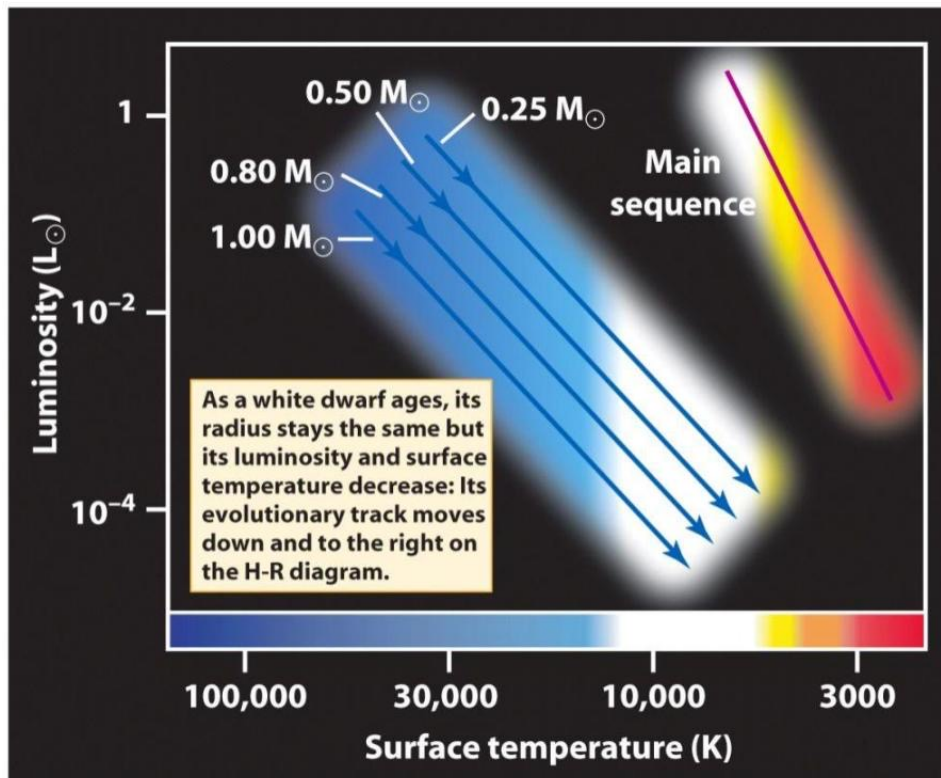 0.50 M☉
0.25 M☉
0.80 M☉
1.00 M☉
Main
sequence
Luminosity (L☉)
1
10⁻²
10⁻⁴
As a white dwarf ages, its
radius stays the same but
its luminosity and surface
temperature decrease: Its
evolutionary track moves
down and to the right on
the H-R diagram.
100,000 30,000 10,000 3000
Surface temperature (K)